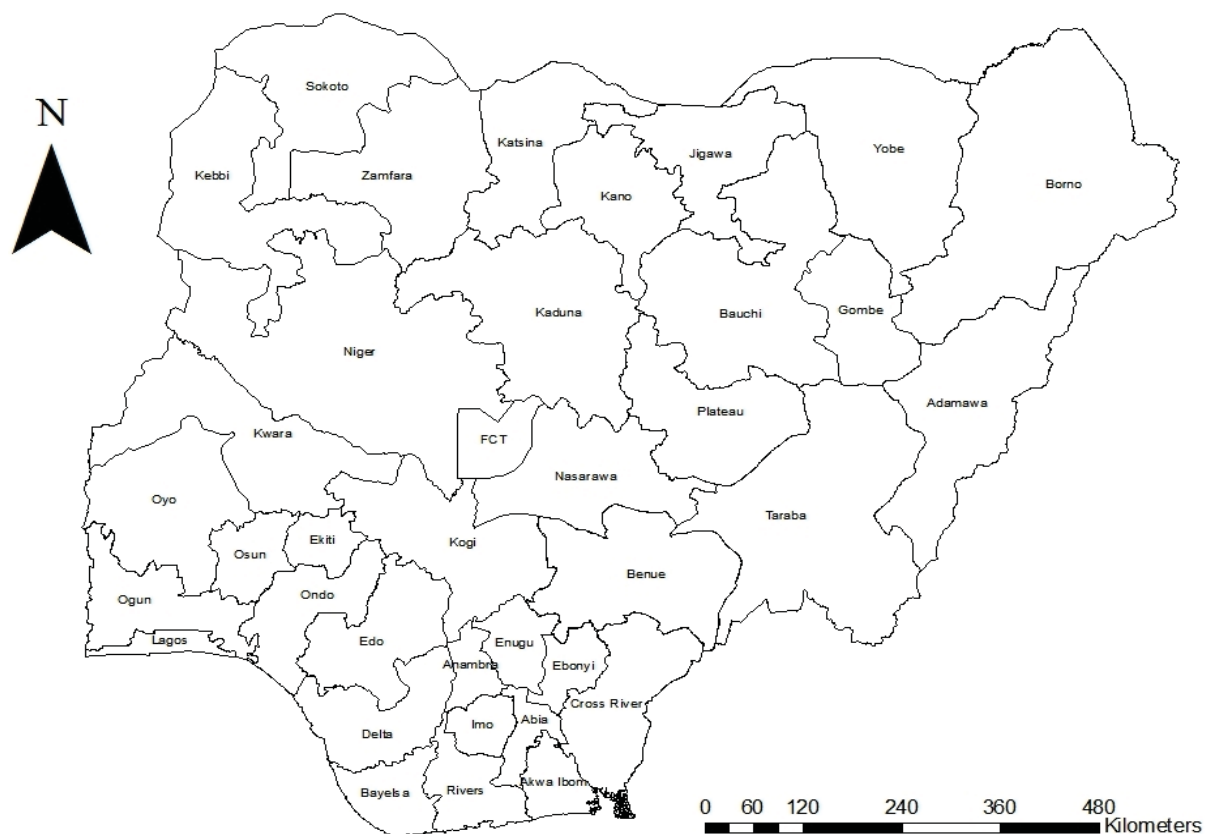 N
Sokoto
Kebbi
Zamfara
Katsina
Kano
Jigawa
Yobe
Borno
Niger
Kaduna
Bauchi
Gombe
Adamawa
Plateau
Kwara
FCT
Nasarawa
Taraba
Oyo
Kogi
Osun
Ekiti
Benue
Ogun
Ondo
Lagos
Edo
Anambra
Enugu
Ebonyi
Cross River
Imo
Abia
Delta
Bayelsa
Rivers
Akwa Ibom
0 60 120 240 360 480
Kilometers